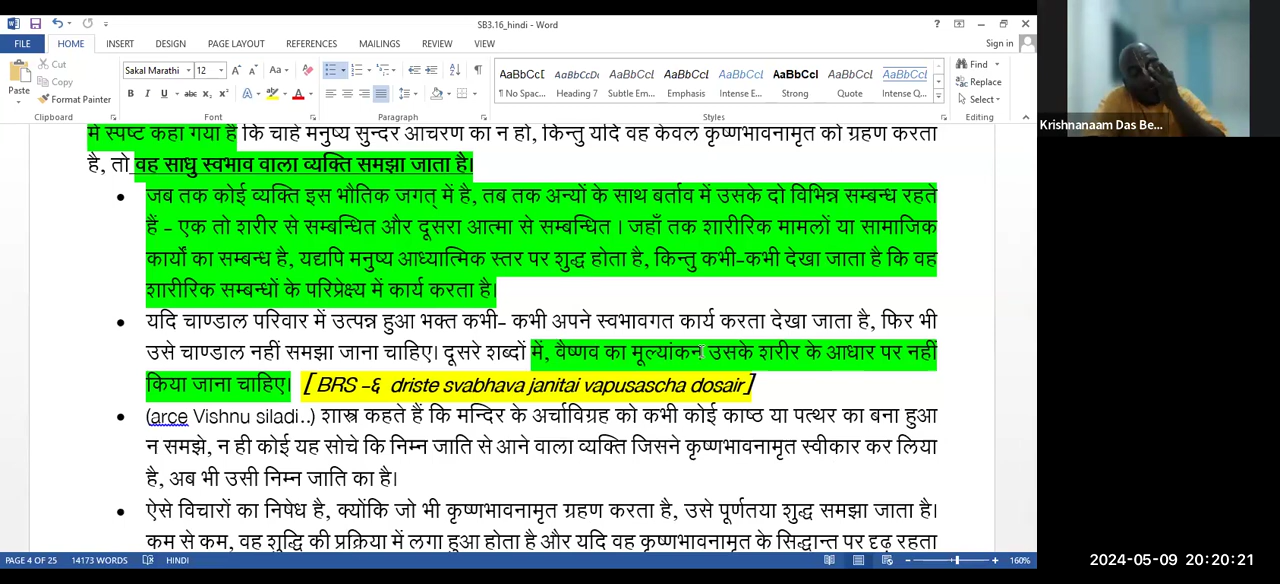 SB3.16_hindi - Word
FILE HOME INSERT DESIGN PAGE LAYOUT REFERENCES MAILINGS REVIEW VIEW Sign in
Cut
Copy
Paste Format Painter
Clipboard
Sakal Marathi 12
Font
Paragraph
AaBbCcI AaBbCcDc AaBbCcL AaBbCcL AaBbCcL AaBbCcI AaBbCcL AaBbCcL
¶ No Spac... Heading 7 Subtle Em... Emphasis Intense E... Strong Quote Intense Q...
Styles
Find
Replace
Select
Editing
Krishnanaam Das Be...
में स्पष्ट कहा गया है कि चाहे मनुष्य सुन्दर आचरण का न हो, किन्तु यदि वह केवल कृष्णभावनामृत को ग्रहण करता
है, तो वह साधु स्वभाव वाला व्यक्ति समझा जाता है।
• जब तक कोई व्यक्ति इस भौतिक जगत् में है, तब तक अन्यों के साथ बर्ताव में उसके दो विभिन्न सम्बन्ध रहते
हैं - एक तो शरीर से सम्बन्धित और दूसरा आत्मा से सम्बन्धित । जहाँ तक शारीरिक मामलों या सामाजिक
कार्यों का सम्बन्ध है, यद्यपि मनुष्य आध्यात्मिक स्तर पर शुद्ध होता है, किन्तु कभी-कभी देखा जाता है कि वह
शारीरिक सम्बन्धों के परिप्रेक्ष्य में कार्य करता है।
• यदि चाण्डाल परिवार में उत्पन्न हुआ भक्त कभी- कभी अपने स्वभावगत कार्य करता देखा जाता है, फिर भी
उसे चाण्डाल नहीं समझा जाना चाहिए। दूसरे शब्दों में, वैष्णव का मूल्यांकन उसके शरीर के आधार पर नहीं
किया जाना चाहिए। [ BRS -६ driste svabhava janitai vapusascha dosair]
• (arce Vishnu siladi..) शास्त्र कहते हैं कि मन्दिर के अर्चाविग्रह को कभी कोई काष्ठ या पत्थर का बना हुआ
न समझे, न ही कोई यह सोचे कि निम्न जाति से आने वाला व्यक्ति जिसने कृष्णभावनामृत स्वीकार कर लिया
है, अब भी उसी निम्न जाति का है।
• ऐसे विचारों का निषेध है, क्योंकि जो भी कृष्णभावनामृत ग्रहण करता है, उसे पूर्णतया शुद्ध समझा जाता है।
कम से कम, वह शुद्धि की प्रक्रिया में लगा हुआ होता है और यदि वह कृष्णभावनामृत के सिद्धान्त पर दृढ़ रहता
PAGE 4 OF 25 14173 WORDS HINDI 160%
2024-05-09 20:20:21